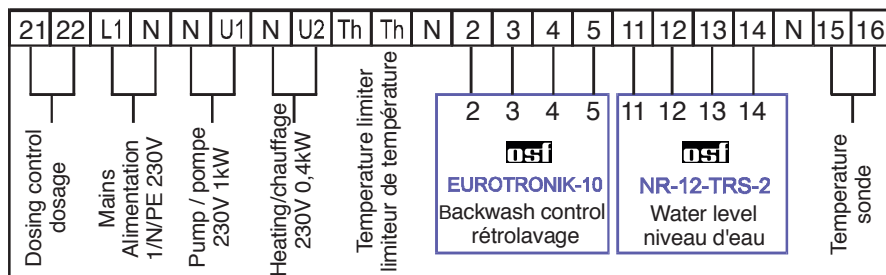 21 22 L1 N N U1 N U2 Th Th N 2 3 4 5 11 12 13 14 N 15 16
2 3 4 5 11 12 13 14
Dosing control
dosage
Mains
Alimentation
1/N/PE 230V
Pump / pompe
230V 1kW
Heating/chauffage
230V 0,4kW
Temperature limiter
limiteur de température
osf
EUROTRONIK-10
Backwash control
rétrolavage
osf
NR-12-TRS-2
Water level
niveau d'eau
Temperature
sonde